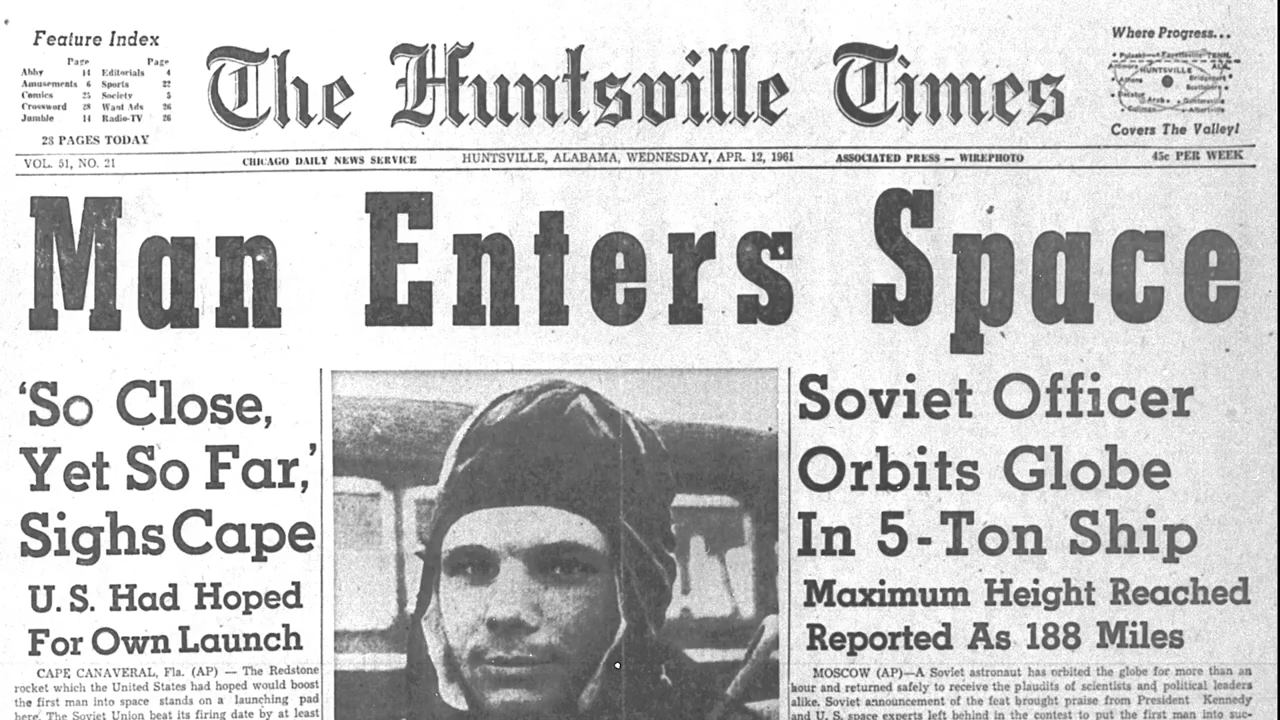 Feature Index
Page Page
Abby 14 Editorials 4
Amusements 6 Sports 22
Comics 25 Society 5
Crossword 28 Want Ads 26
Jumble 14 Radio-TV 26
28 PAGES TODAY
The Huntsville Times
Where Progress...
HUNTSVILLE
Covers The Valley!
VOL. 51, NO. 21
CHICAGO DAILY NEWS SERVICE
HUNTSVILLE, ALABAMA, WEDNESDAY, APR. 12, 1961
ASSOCIATED PRESS — WIREPHOTO
45c PER WEEK
Man Enters Space
'So Close,
Yet So Far,'
Sighs Cape
U. S. Had Hoped
For Own Launch
CAPE CANAVERAL, Fla. (AP) — The Redstone
rocket which the United States had hoped would boost
the first man into space stands on a launching pad
here. The Soviet Union beat its firing date by at least
Soviet Officer
Orbits Globe
In 5-Ton Ship
Maximum Height Reached
Reported As 188 Miles
MOSCOW (AP)—A Soviet astronaut has orbited the globe for more than an
hour and returned safely to receive the plaudits of scientists and political leaders
alike. Soviet announcement of the feat brought praise from President Kennedy
and U. S. space experts left behind in the contest to put the first man into suc-